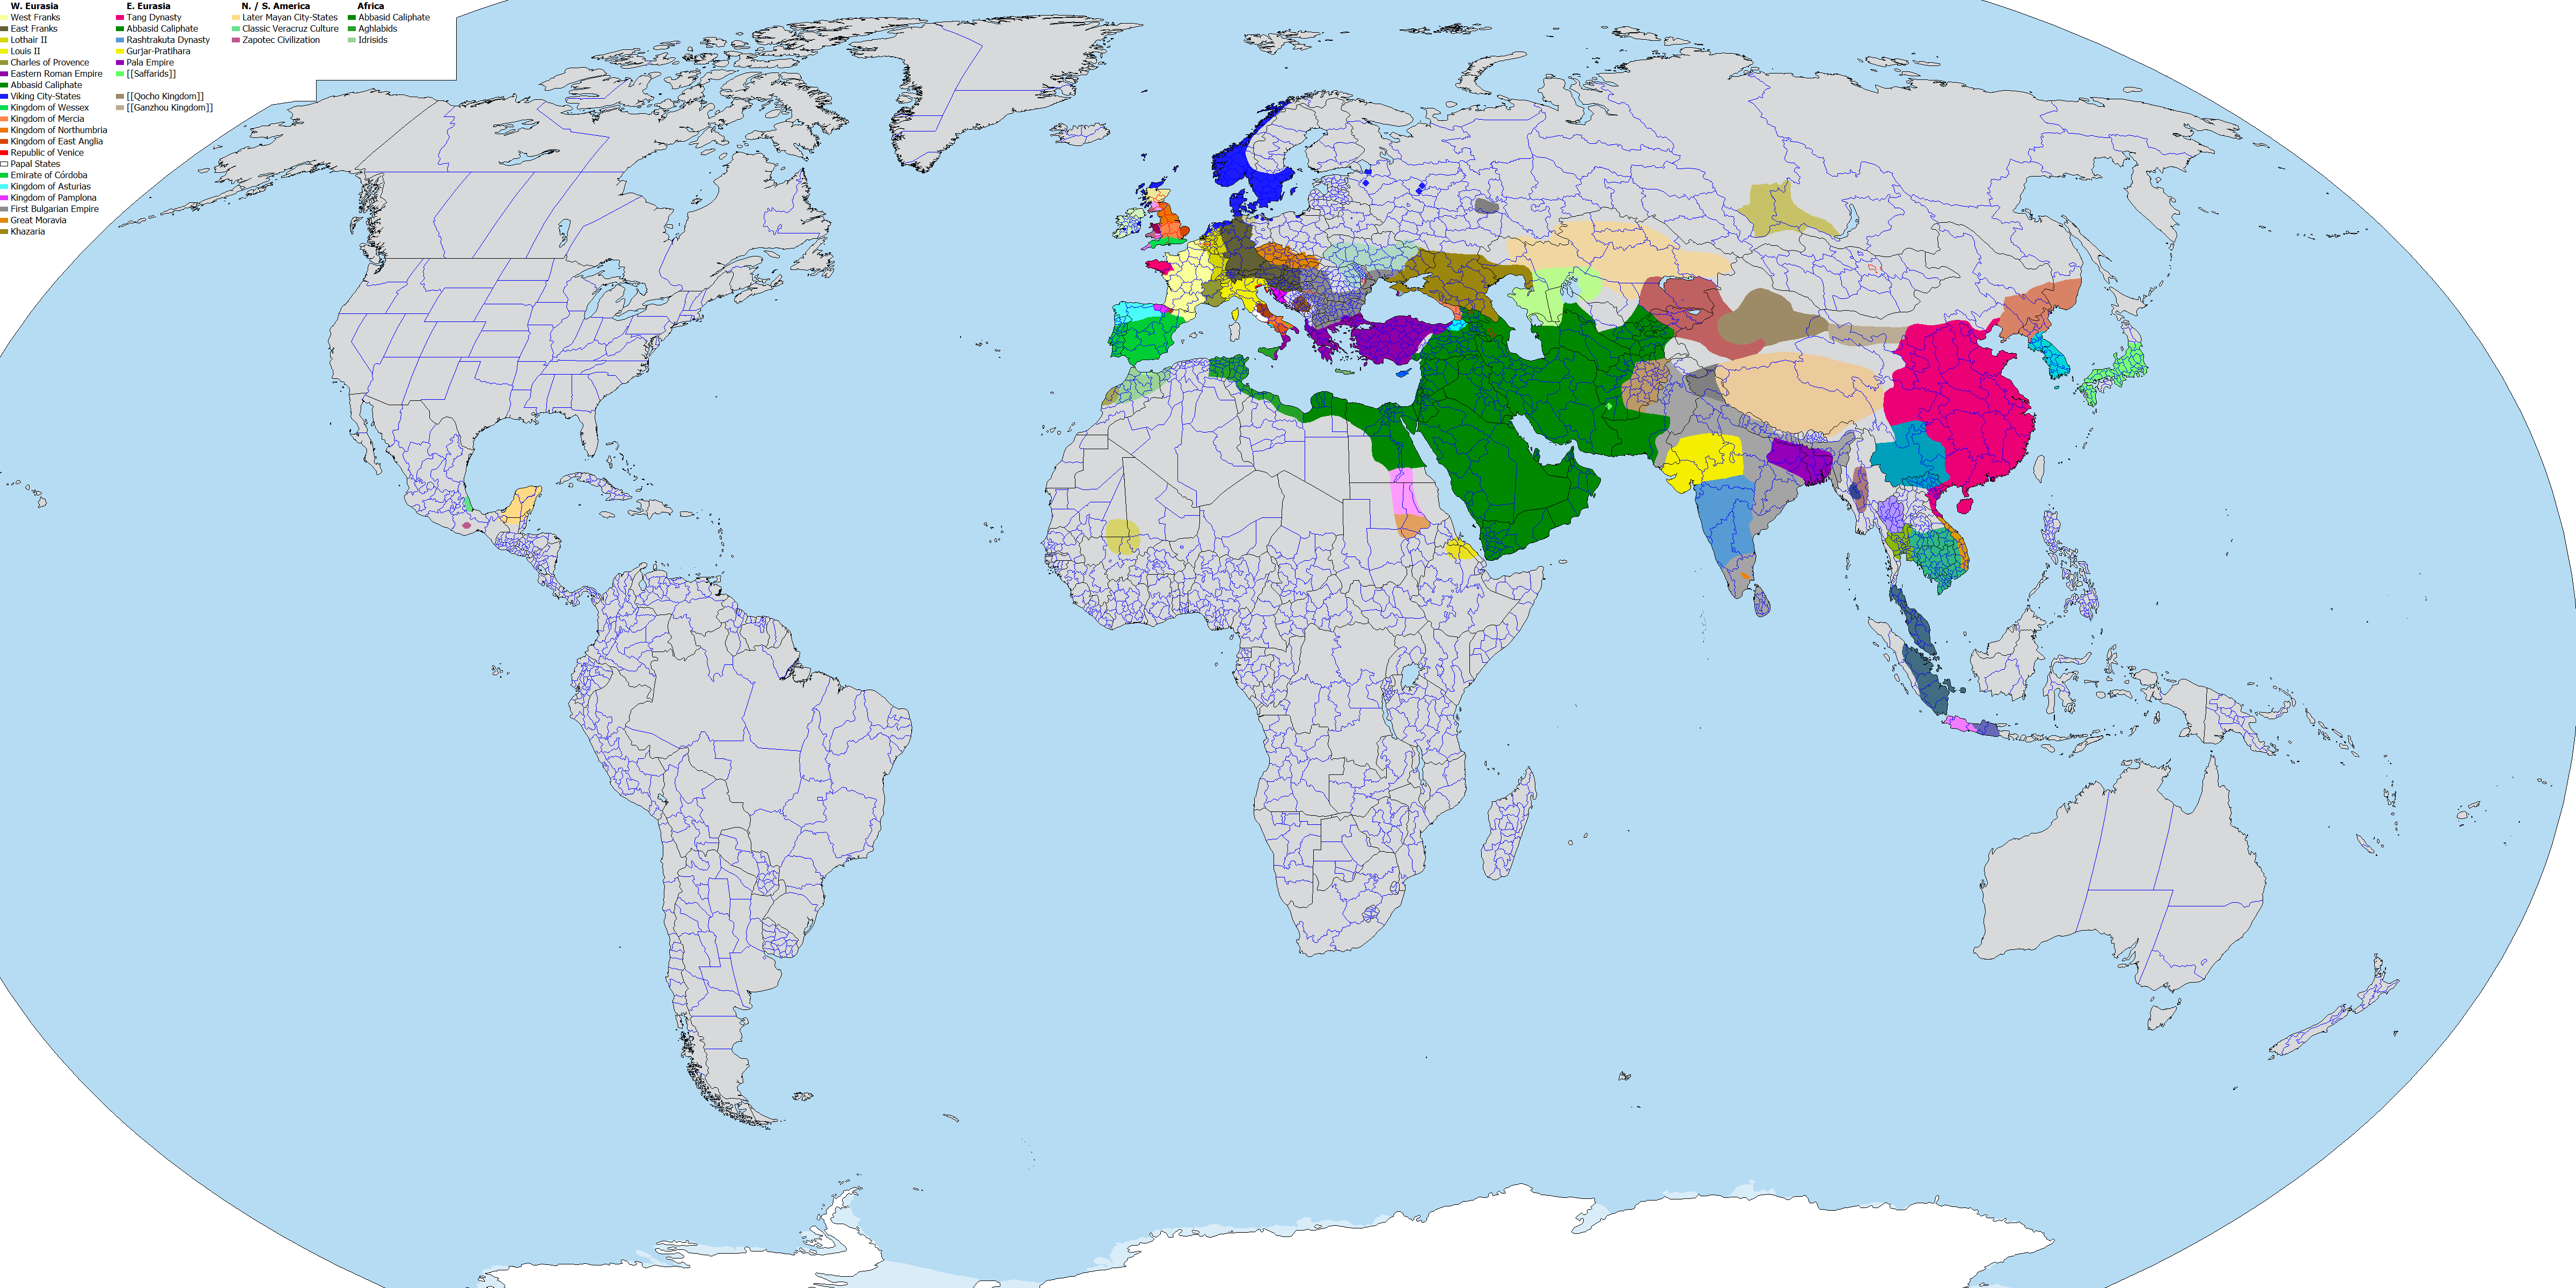 W. Eurasia
West Franks
East Franks
Lothair II
Louis II
Charles of Provence
Eastern Roman Empire
Abbasid Caliphate
Viking City-States
Kingdom of Wessex
Kingdom of Mercia
Kingdom of Northumbria
Kingdom of East Anglia
Republic of Venice
Papal States
Emirate of Córdoba
Kingdom of Asturias
Kingdom of Pamplona
First Bulgarian Empire
Great Moravia
Khazaria
E. Eurasia
Tang Dynasty
Abbasid Caliphate
Rashtrakuta Dynasty
Gurjar-Pratihara
Pala Empire
[[Saffarids]]
[[Qocho Kingdom]]
[[Ganzhou Kingdom]]
N. / S. America
Later Mayan City-States
Classic Veracruz Culture
Zapotec Civilization
Africa
Abbasid Caliphate
Aghlabids
Idrisids